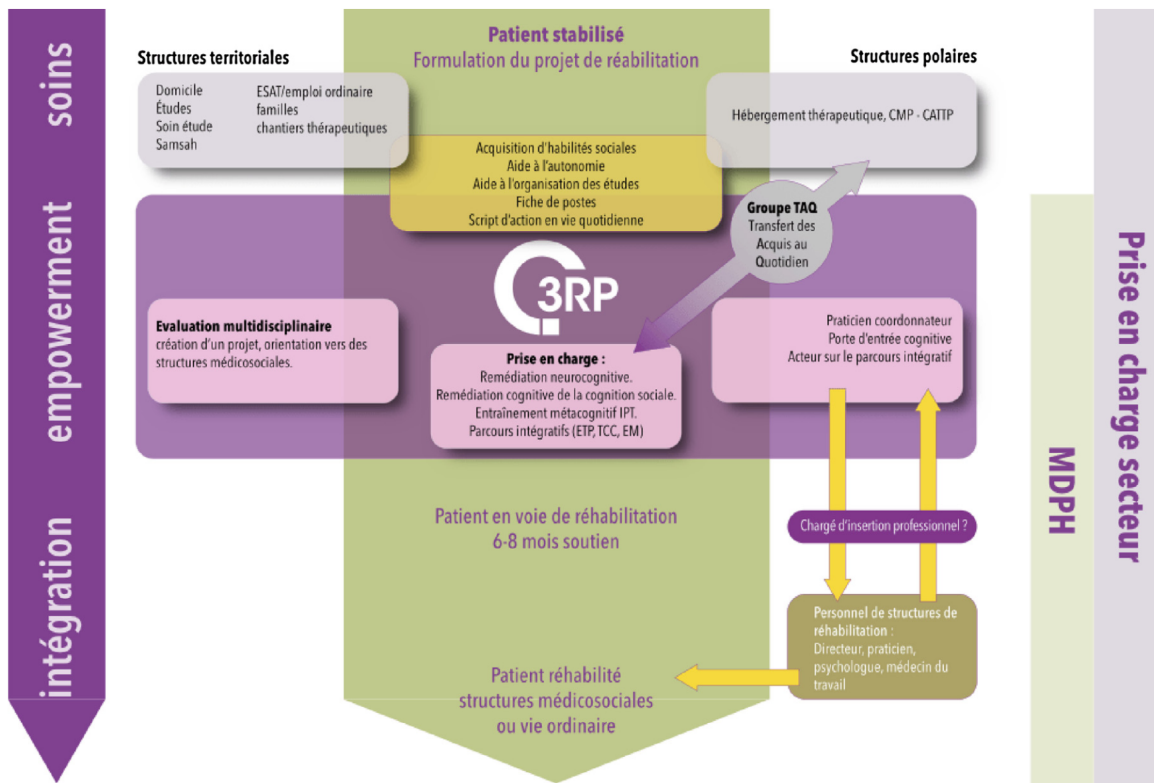 soins
empowerment
intégration
Patient stabilisé
Formulation du projet de réabilitation
Structures territoriales
Domicile
Études
Soin étude
Samsah
ESAT/emploi ordinaire
familles
chantiers thérapeutiques
Structures polaires
Hébergement thérapeutique, CMP - CATTP
Acquisition d'habilités sociales
Aide à l'autonomie
Aide à l'organisation des études
Fiche de postes
Script d'action en vie quotidienne
Groupe TAQ
Transfert des
Acquis au
Quotidien
3RP
Evaluation multidisciplinaire
création d'un projet, orientation vers des
structures médicosociales.
Prise en charge :
Remédiation neurocognitive.
Remédiation cognitive de la cognition sociale.
Entraînement métacognitif IPT.
Parcours intégratifs (ETP, TCC, EM)
Praticien coordonnateur
Porte d'entrée cognitive
Acteur sur le parcours intégratif
Patient en voie de réhabilitation
6-8 mois soutien
Chargé d'insertion professionnel ?
Personnel de structures de
réhabilitation :
Directeur, praticien,
psychologue, médecin du
travail
Patient réhabilité
structures médicosociales
ou vie ordinaire
MDPH
Prise en charge secteur